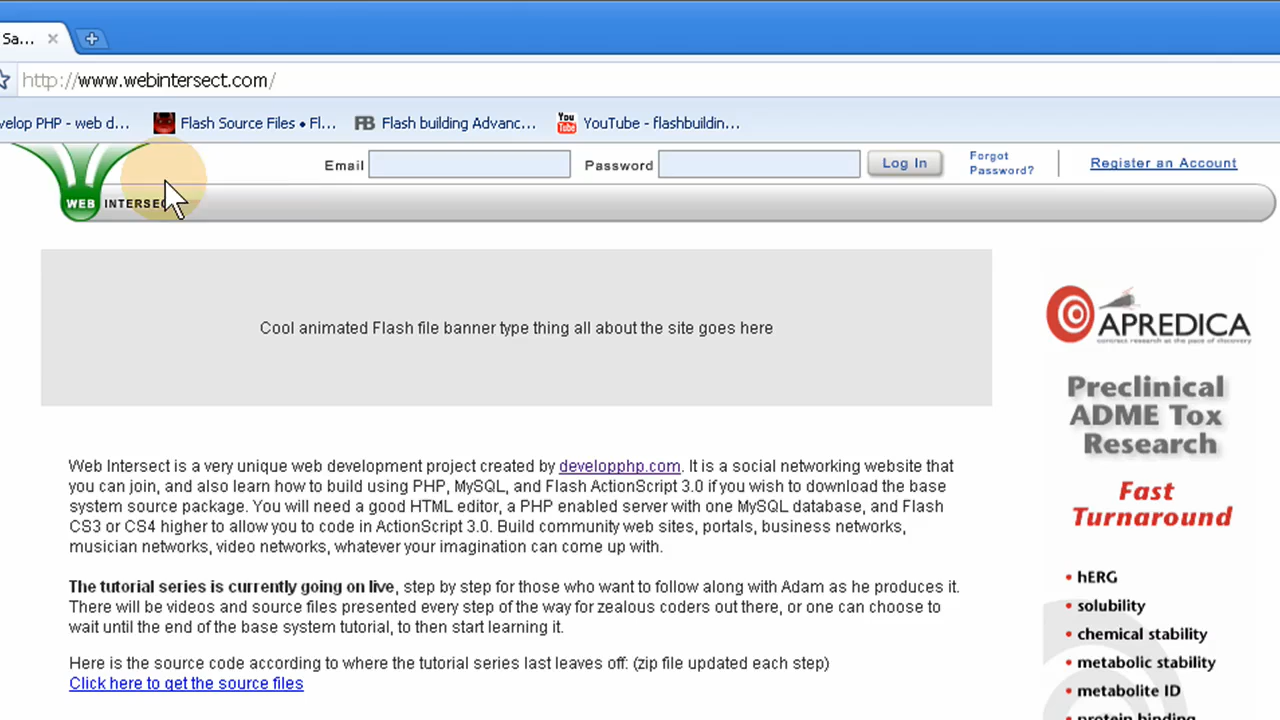 Sa...
http://www.webintersect.com/
velop PHP - web d... Flash Source Files • Fl... FB Flash building Advanc... You Tube YouTube - flashbuildin...
Email Password Log In Forgot Password? Register an Account
WEB INTERSEC
Cool animated Flash file banner type thing all about the site goes here
Web Intersect is a very unique web development project created by developphp.com. It is a social networking website that
you can join, and also learn how to build using PHP, MySQL, and Flash ActionScript 3.0 if you wish to download the base
system source package. You will need a good HTML editor, a PHP enabled server with one MySQL database, and Flash
CS3 or CS4 higher to allow you to code in ActionScript 3.0. Build community web sites, portals, business networks,
musician networks, video networks, whatever your imagination can come up with.
The tutorial series is currently going on live, step by step for those who want to follow along with Adam as he produces it.
There will be videos and source files presented every step of the way for zealous coders out there, or one can choose to
wait until the end of the base system tutorial, to then start learning it.
Here is the source code according to where the tutorial series last leaves off: (zip file updated each step)
Click here to get the source files
APREDICA
contract research at the pace of discovery
Preclinical
ADME Tox
Research
Fast
Turnaround
• hERG
• solubility
• chemical stability
• metabolic stability
• metabolite ID
• protein binding